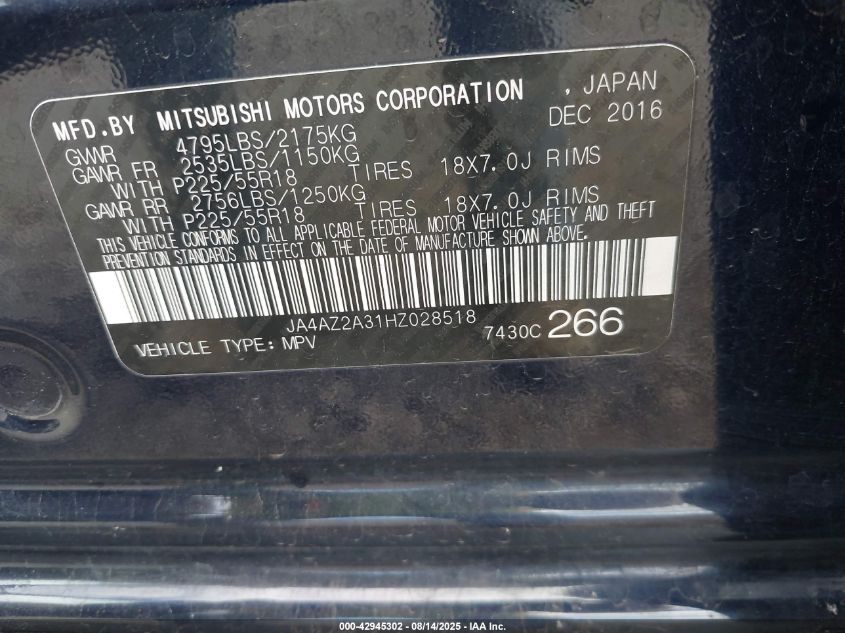 MFD.BY MITSUBISHI MOTORS CORPORATION , JAPAN
GVWR 4795LBS/2175KG DEC 2016
GAWR FR 2535LBS/1150KG
WITH P225/55R18 TIRES 18X7.0J RIMS
GAWR RR 2756LBS/1250KG
WITH P225/55R18 TIRES 18X7.0J RIMS
THIS VEHICLE CONFORMS TO ALL APPLICABLE FEDERAL MOTOR VEHICLE SAFETY AND THEFT
PREVENTION STANDARDS IN EFFECT ON THE DATE OF MANUFACTURE SHOWN ABOVE.
JA4AZ2A31HZ028518 7430C 266
VEHICLE TYPE: MPV
000-42945302 - 08/14/2025 - IAA Inc.